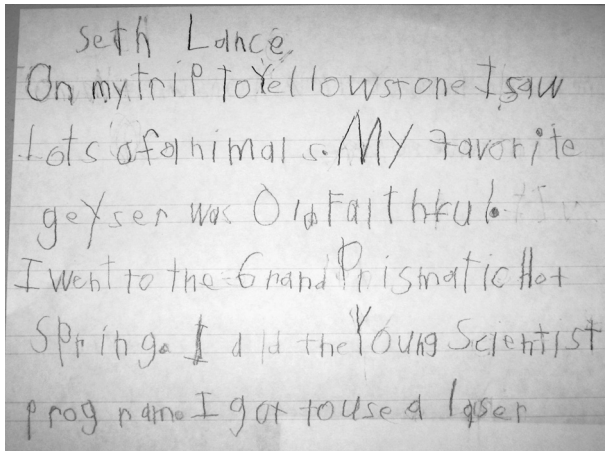 Seth Lance
On my trip to Yellowstone I saw
Lots of animals. My favorite
geyser was Old Faithful.
I went to the Grand Prismatic Hot
Spring. I did the Young Scientist
program. I got to use a laser